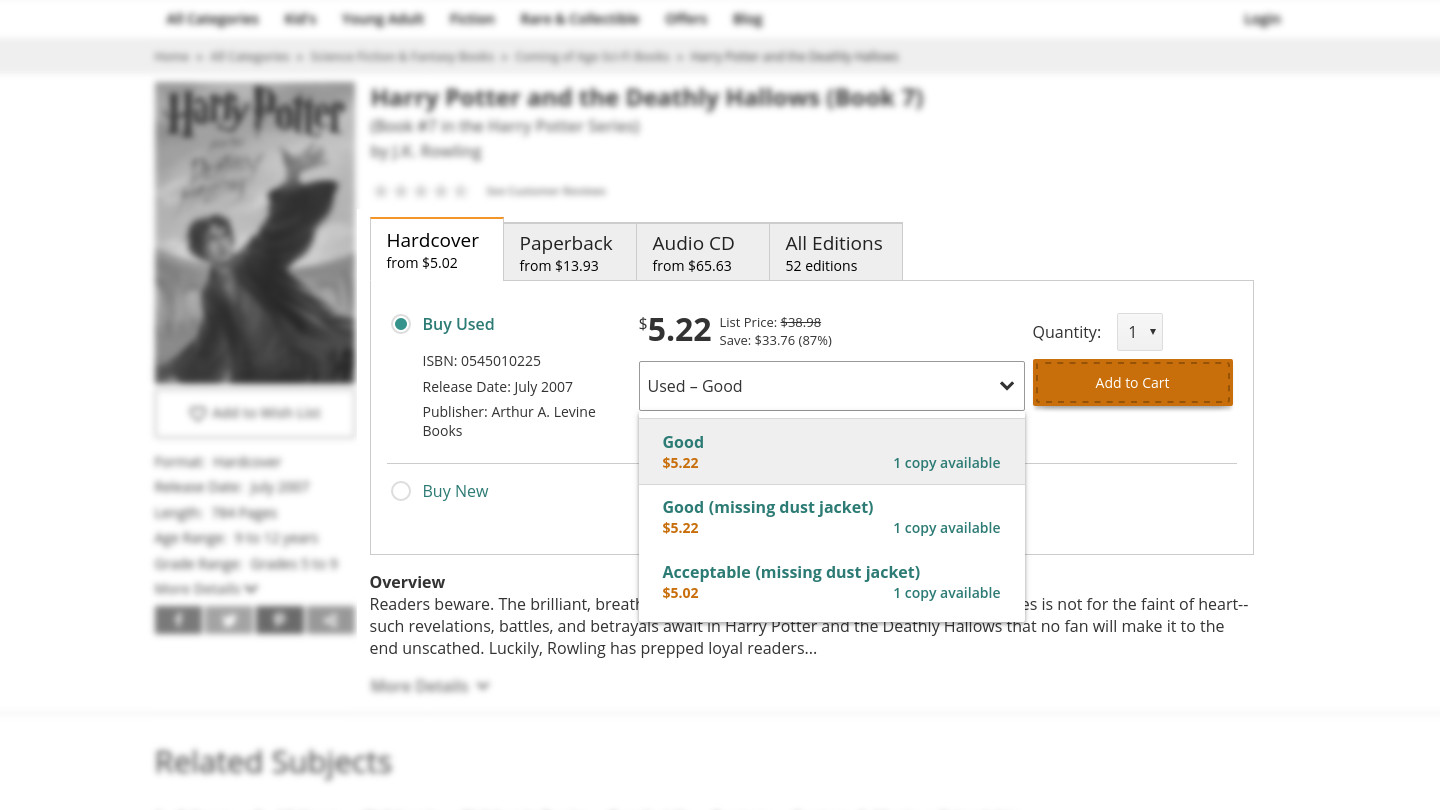 All Categories Kid's Young Adult Fiction Rare & Collectible Offers Blog Login
Home » All Categories » Science Fiction & Fantasy Books » Coming of Age Sci-Fi Books » Harry Potter and the Deathly Hallows
Harry Potter
Harry Potter and the Deathly Hallows (Book 7)
(Book #7 in the Harry Potter Series)
by J.K. Rowling
See Customer Reviews
Hardcover
from $5.02
Paperback
from $13.93
Audio CD
from $65.63
All Editions
52 editions
Buy Used
ISBN: 0545010225
Release Date: July 2007
Publisher: Arthur A. Levine
Books
$5.22
List Price: $38.98
Save: $33.76 (87%)
Used – Good
Quantity: 1
Add to Cart
Good
$5.22 1 copy available
Good (missing dust jacket)
$5.22 1 copy available
Acceptable (missing dust jacket)
$5.02 1 copy available
Buy New
Add to Wish List
Format: Hardcover
Release Date: July 2007
Length: 784 Pages
Age Range: 9 to 12 years
Grade Range: Grades 5 to 9
More Details
Overview
Readers beware. The brilliant, es is not for the faint of heart--
such revelations, battles, and betrayals await in Harry Potter and the Deathly Hallows that no fan will make it to the
end unscathed. Luckily, Rowling has prepped loyal readers...
More Details
Related Subjects